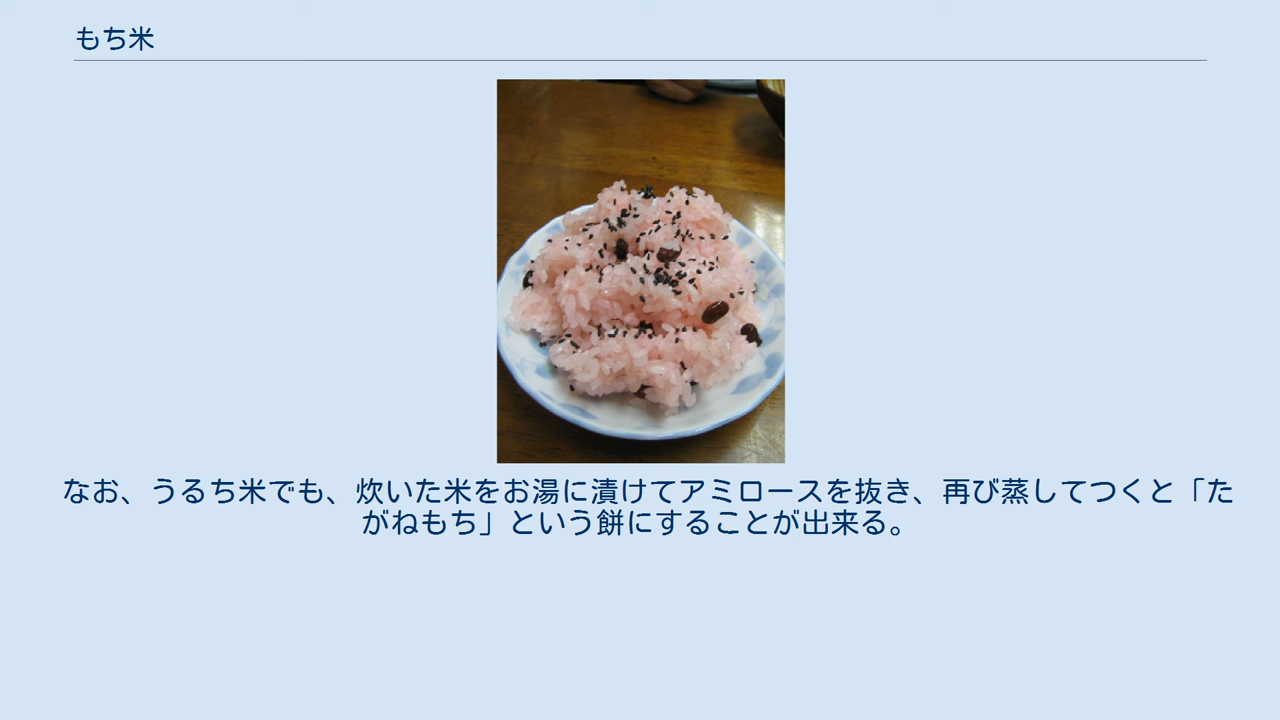 もち米
なお、うるち米でも、炊いた米をお湯に漬けてアミロースを抜き、再び蒸してつくと「た
がねもち」という餅にすることが出来る。